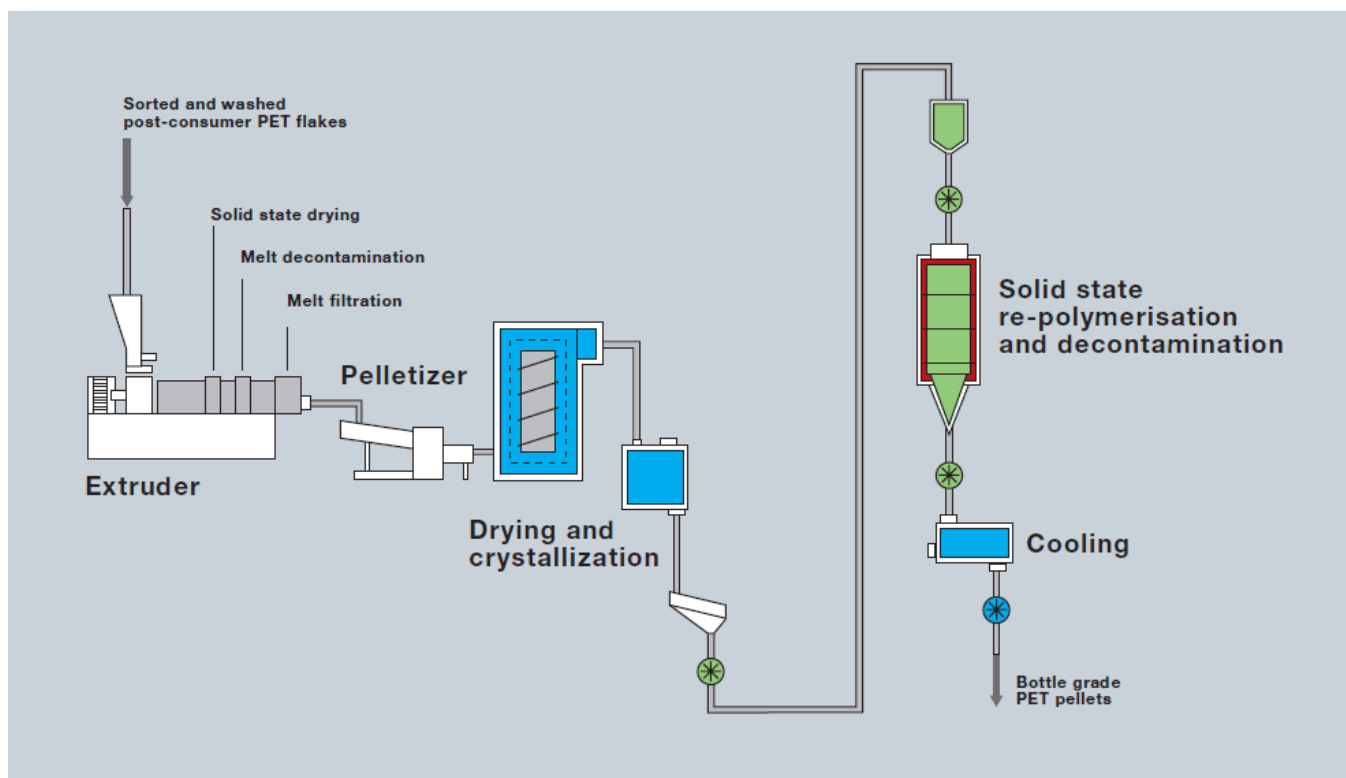 Sorted and washed
post-consumer PET flakes
Solid state drying
Melt decontamination
Melt filtration
Pelletizer
Extruder
Drying and
crystallization
Solid state
re-polymerisation
and decontamination
Cooling
Bottle grade
PET pellets